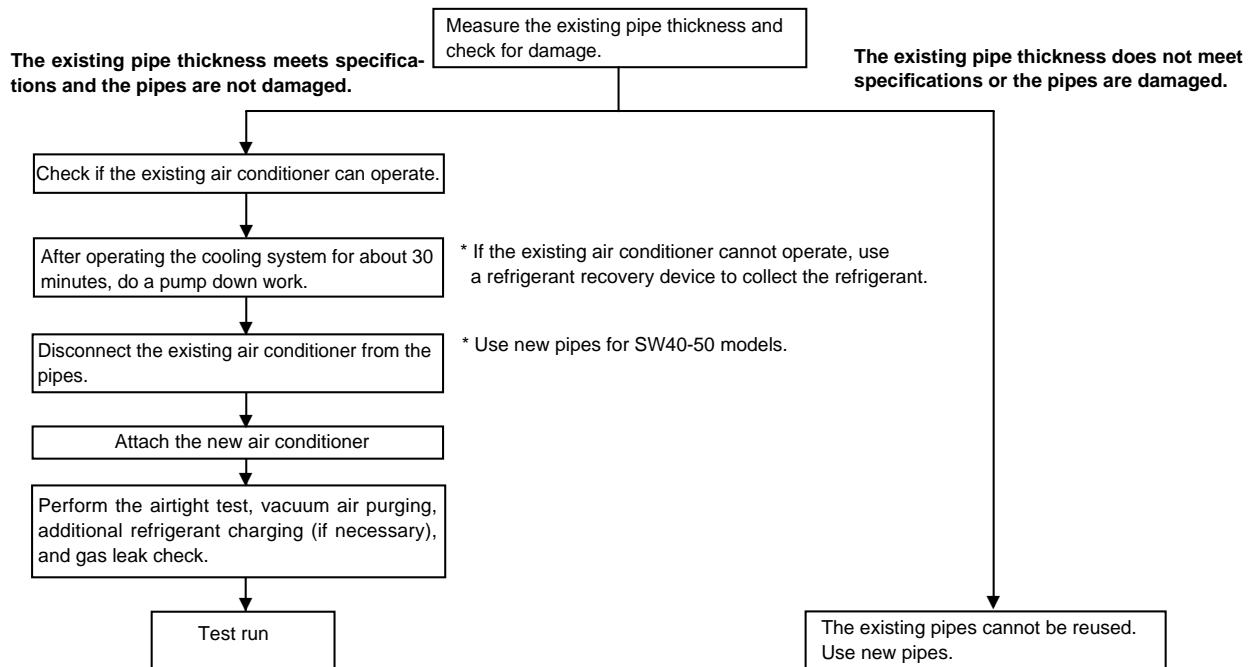 Measure the existing pipe thickness and
check for damage.
The existing pipe thickness meets specifica-
tions and the pipes are not damaged.
The existing pipe thickness does not meet
specifications or the pipes are damaged.
Check if the existing air conditioner can operate.
After operating the cooling system for about 30
minutes, do a pump down work.
* If the existing air conditioner cannot operate, use
a refrigerant recovery device to collect the refrigerant.
Disconnect the existing air conditioner from the
pipes.
* Use new pipes for SW40-50 models.
Attach the new air conditioner
Perform the airtight test, vacuum air purging,
additional refrigerant charging (if necessary),
and gas leak check.
Test run
The existing pipes cannot be reused.
Use new pipes.